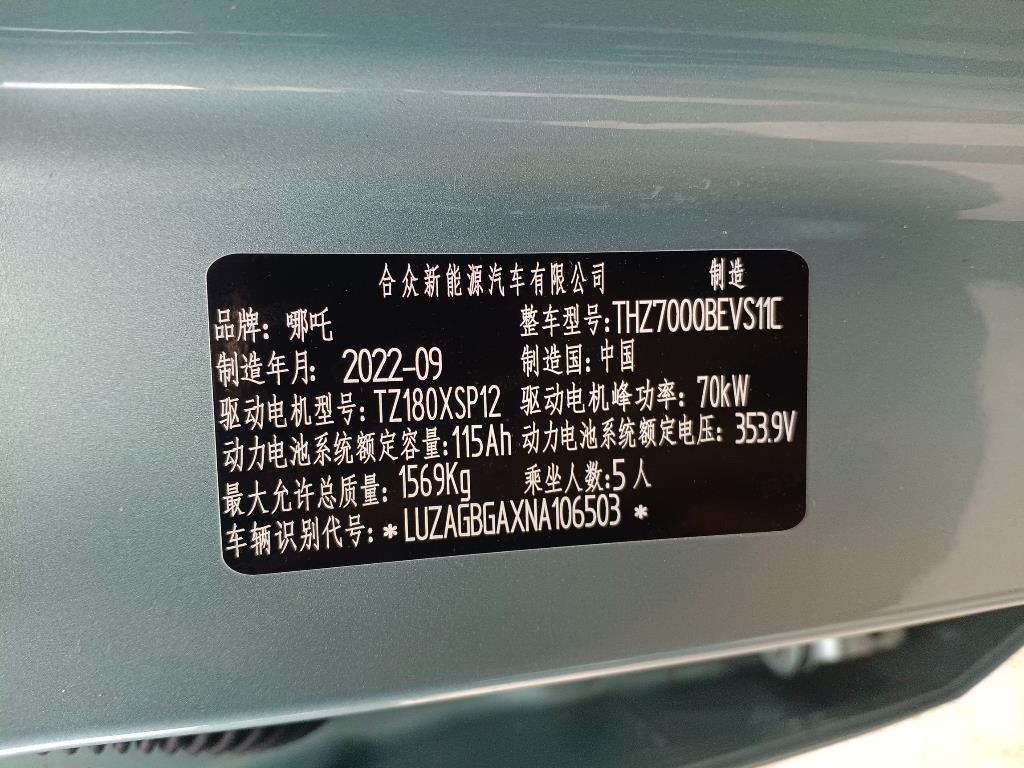 合众新能源汽车有限公司 制造
品牌: 哪吒 整车型号:THZ7000BEVS11C
制造年月: 2022-09 制造国:中国
驱动电机型号: TZ180XSP12 驱动电机峰功率: 70kW
动力电池系统额定容量:115Ah 动力电池系统额定电压: 353.9V
最大允许总质量: 1569Kg 乘坐人数:5 人
车辆识别代号: *LUZAGBGAXNA106503 *